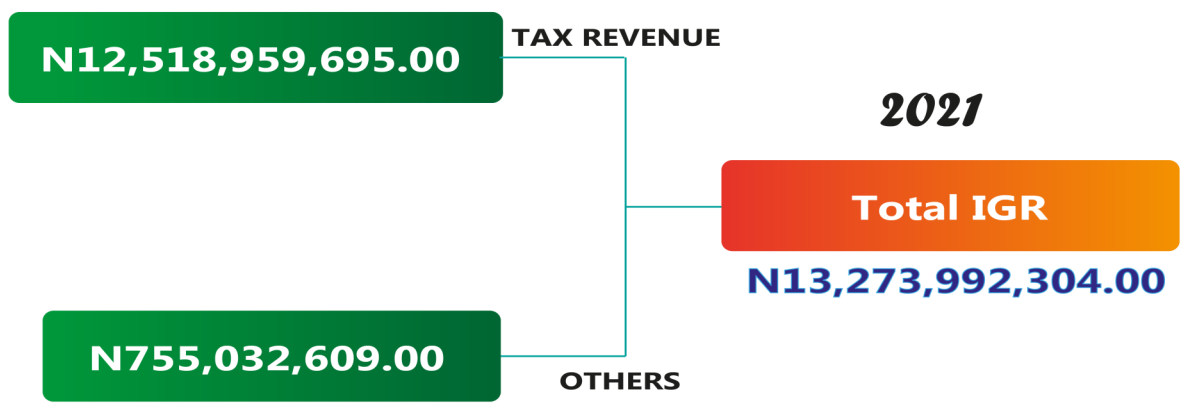 N12,518,959,695.00
TAX REVENUE
2021
Total IGR
N13,273,992,304.00
N755,032,609.00
OTHERS